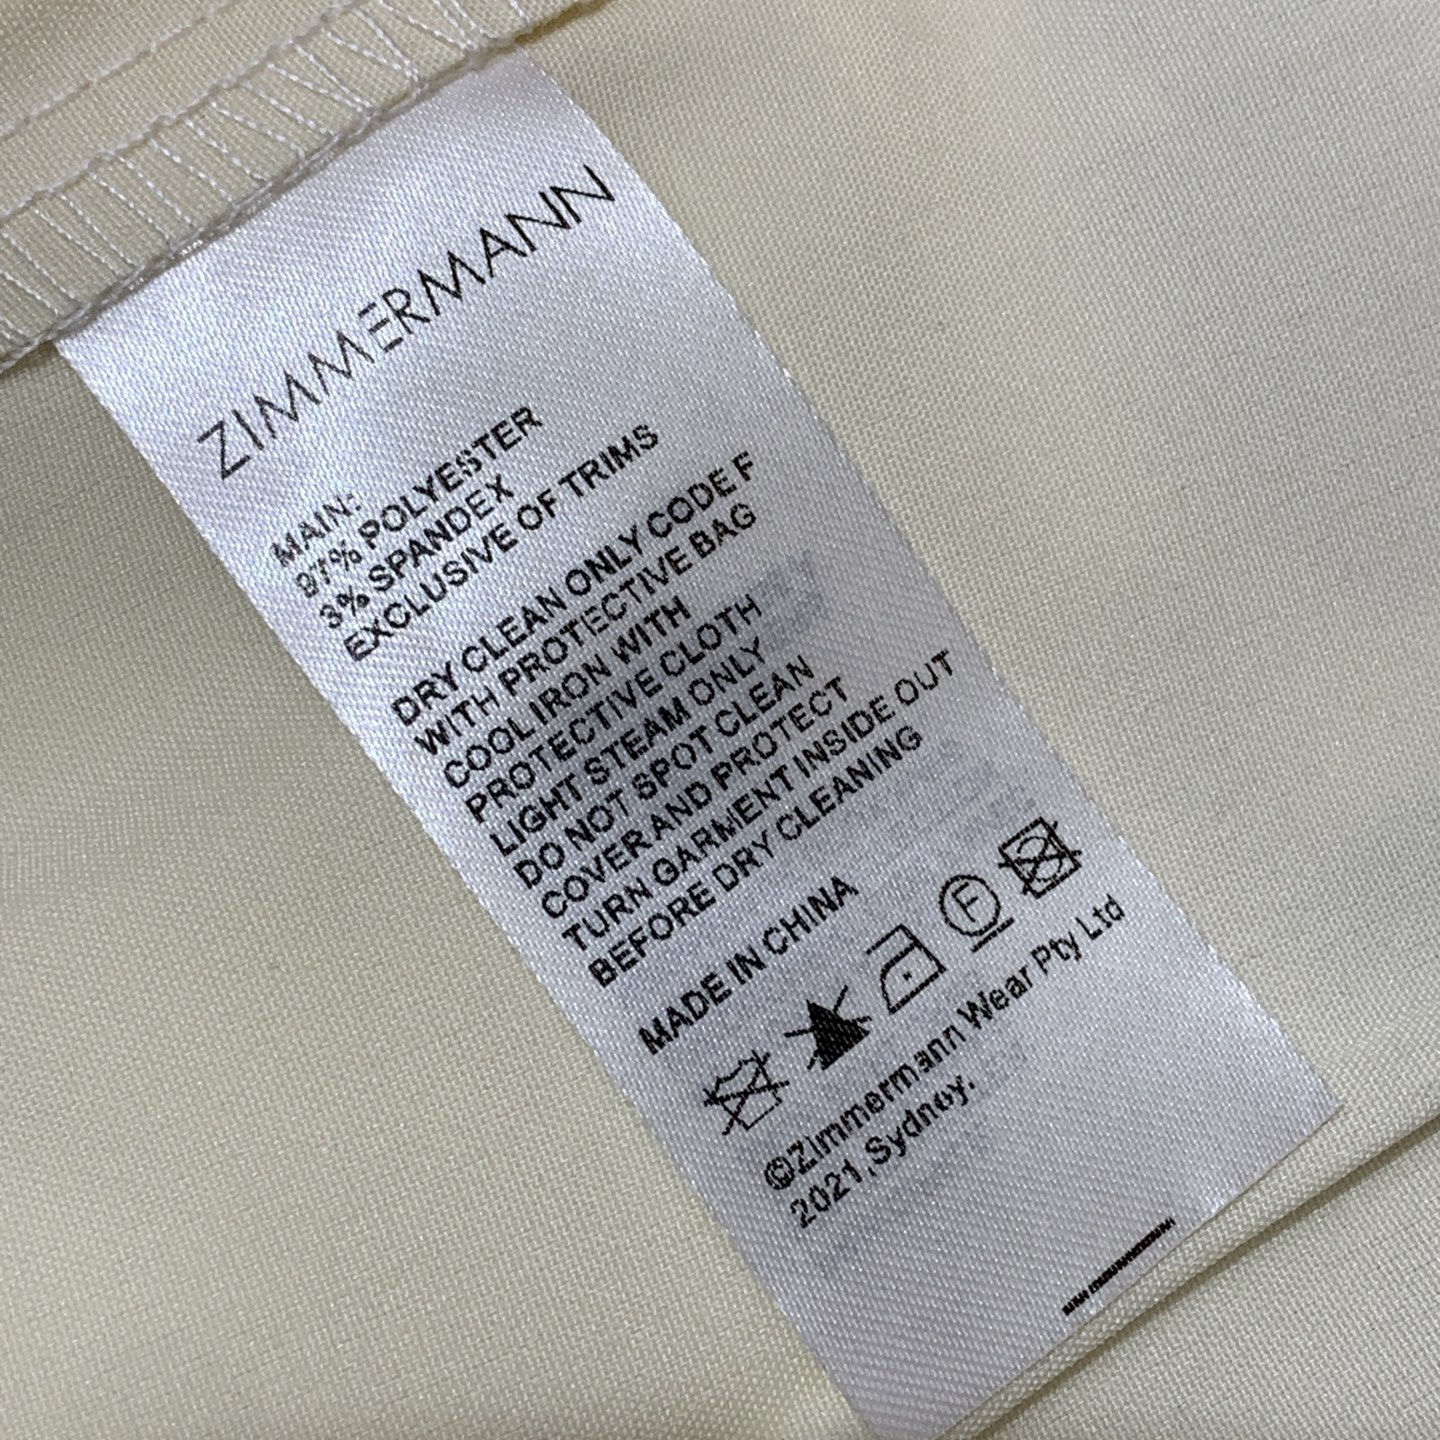 ZIMMERMANN
MAIN:
97% POLYESTER
3% SPANDEX
EXCLUSIVE OF TRIMS
DRY CLEAN ONLY CODE F
WITH PROTECTIVE BAG
COOL IRON WITH
PROTECTIVE CLOTH
LIGHT STEAM ONLY
DO NOT SPOT CLEAN
COVER AND PROTECT
TURN GARMENT INSIDE OUT
BEFORE DRY CLEANING
MADE IN CHINA
F
©Zimmermann Wear Pty Ltd
2021,Sydney.